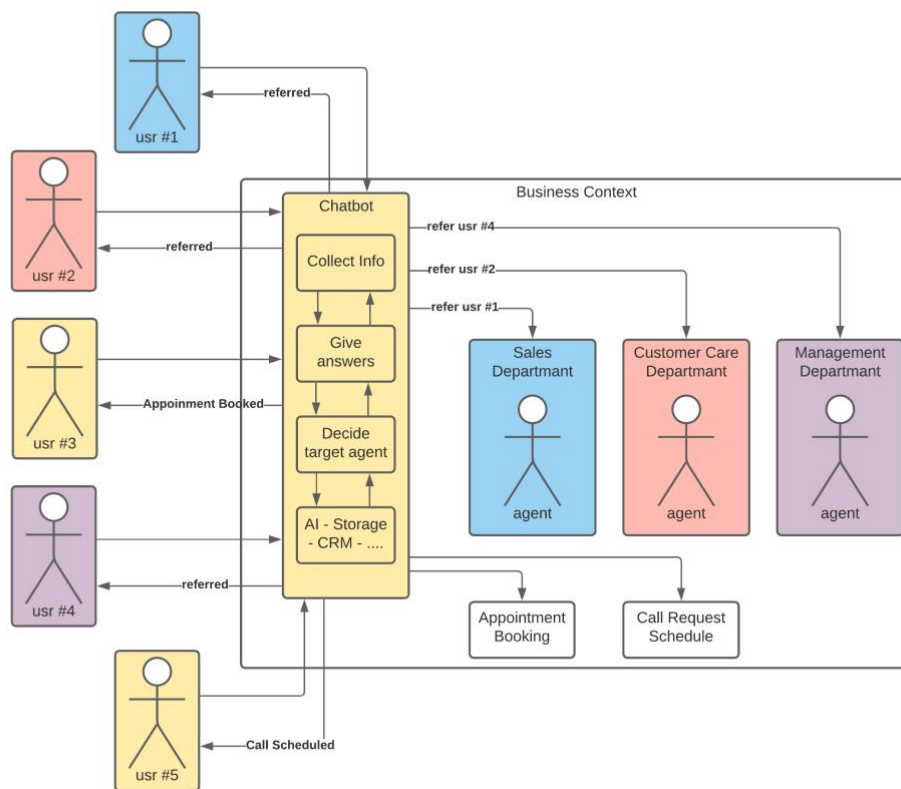 usr #1
referred
usr #2
referred
usr #3
Appoinment Booked
usr #4
referred
usr #5
Call Scheduled
Business Context
Chatbot
Collect Info
Give
answers
Decide
target agent
AI - Storage
- CRM - ....
refer usr #4
refer usr #2
refer usr #1
Sales
Departmant
agent
Customer Care
Departmant
agent
Management
Departmant
agent
Appointment
Booking
Call Request
Schedule